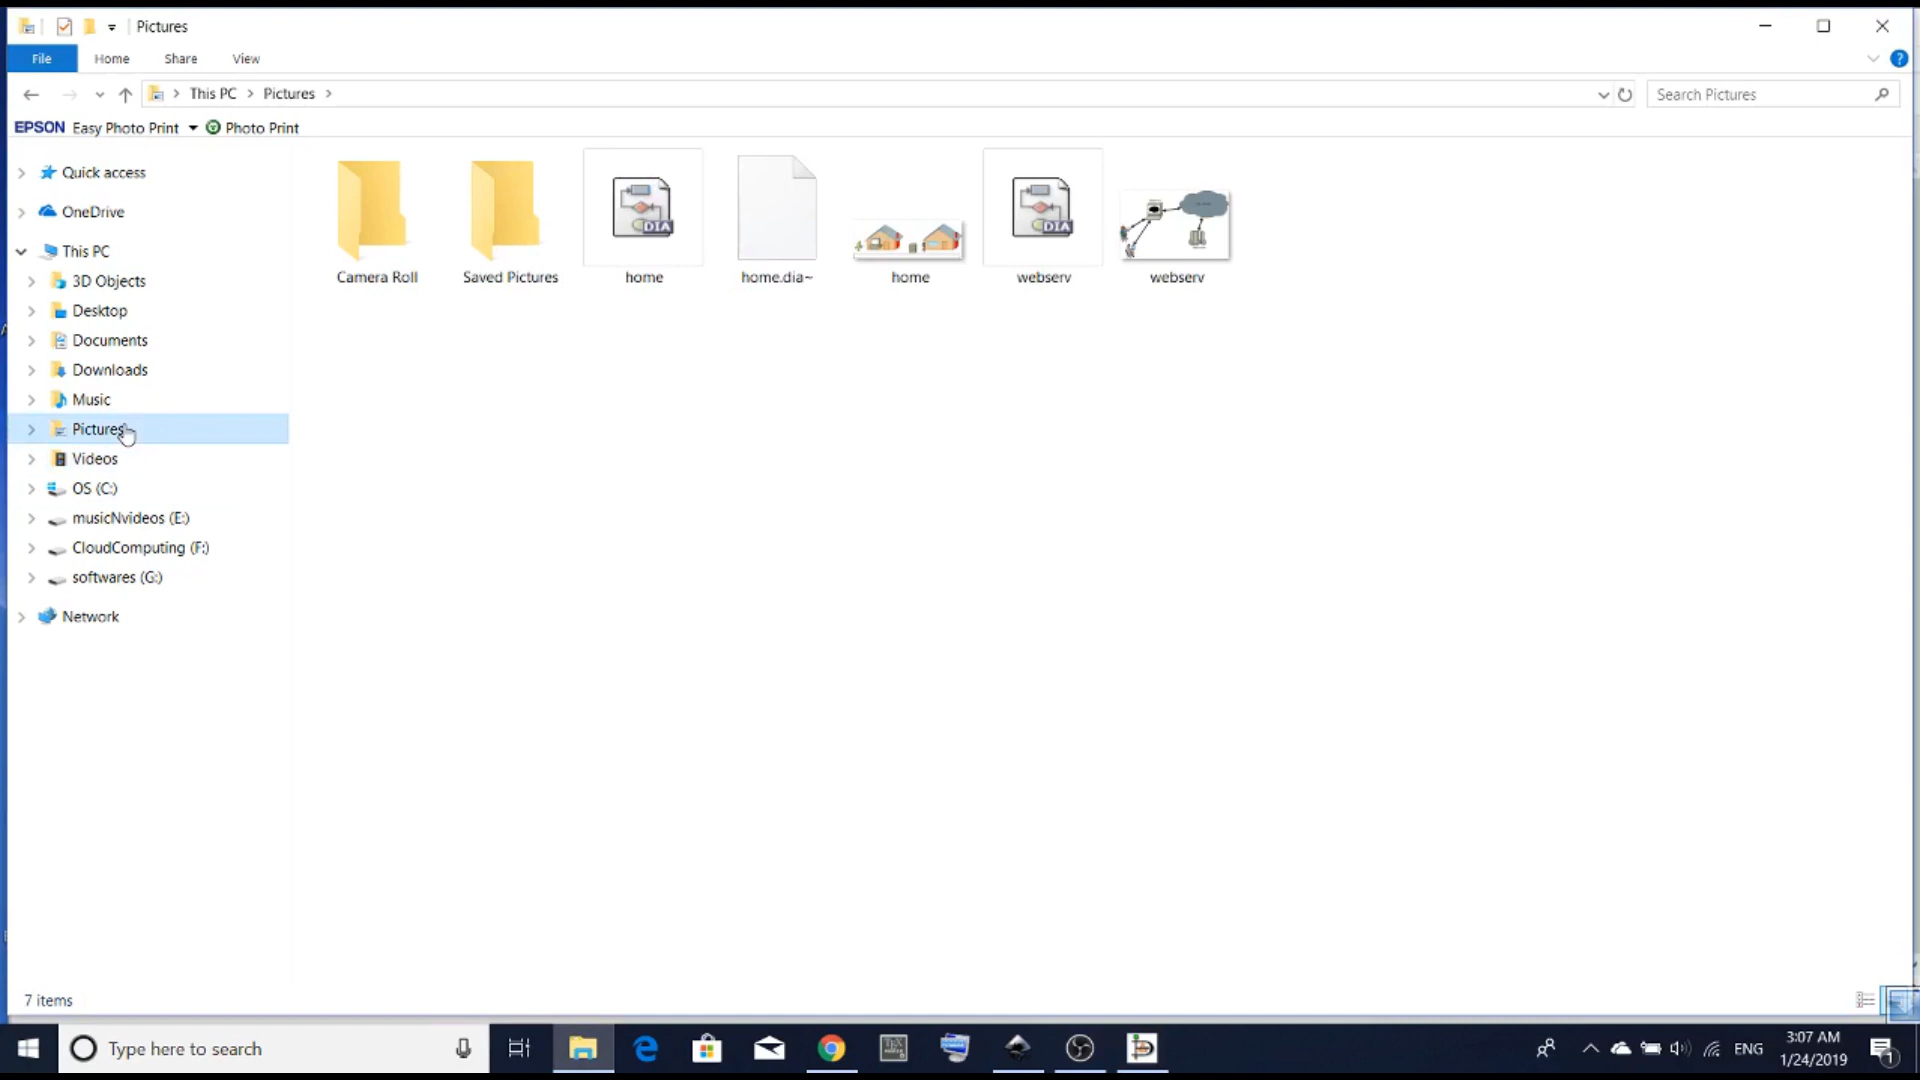 Pictures
File Home Share View
This PC Pictures
Search Pictures
EPSON Easy Photo Print Photo Print
Quick access
OneDrive
This PC
3D Objects
Desktop
Documents
Downloads
Music
Pictures
Videos
OS (C:)
musicNvideos (E:)
CloudComputing (F:)
softwares (G:)
Network
DIA
DIA
Camera Roll Saved Pictures home home.dia~ home webserv webserv
7 items
Type here to search
ENG
3:07 AM
1/24/2019
1